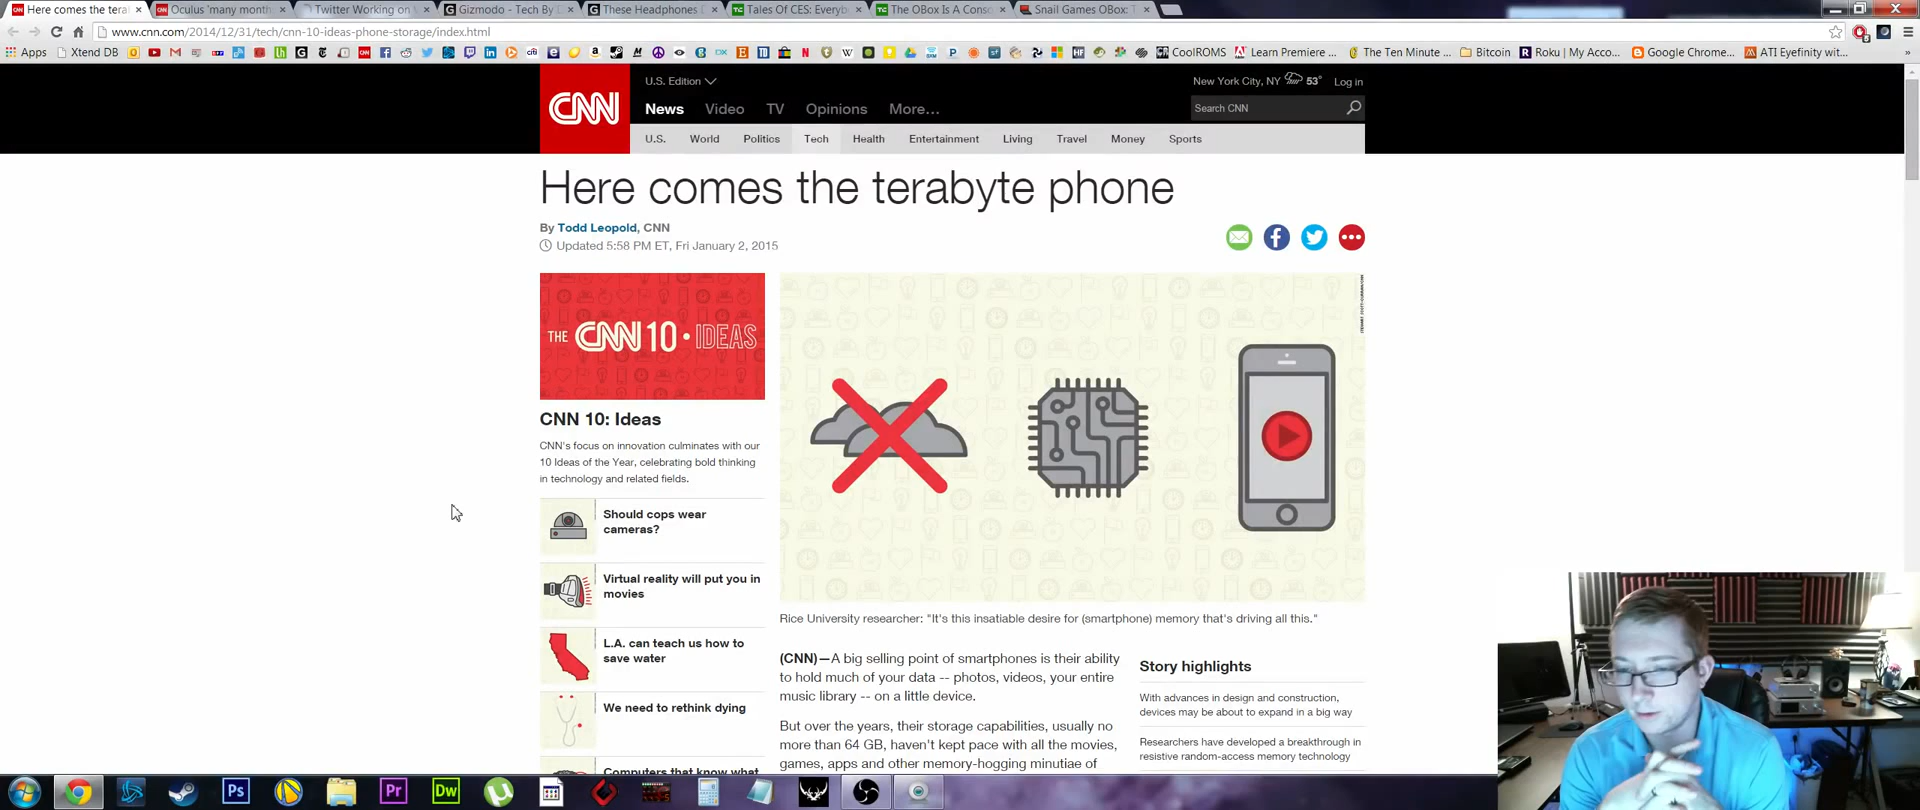 Here comes the tera
Oculus 'many month
Twitter Working on
Gizmodo - Tech By
These Headphones
Tales Of CES: Everyb
The OBox Is A Conso
Snail Games OBox: T
www.cnn.com/2014/12/31/tech/cnn-10-ideas-phone-storage/index.html
Apps Xtend DB CoolROMS Learn Premiere ... The Ten Minute ... Bitcoin Roku | My Acco... Google Chrome... ATI Eyefinity wit...
CNN
U.S. Edition
New York City, NY 53° Log in
News Video TV Opinions More...
Search CNN
U.S. World Politics Tech Health Entertainment Living Travel Money Sports
Here comes the terabyte phone
By Todd Leopold, CNN
Updated 5:58 PM ET, Fri January 2, 2015
THE CNN 10 • IDEAS
CNN 10: Ideas
CNN's focus on innovation culminates with our
10 Ideas of the Year, celebrating bold thinking
in technology and related fields.
Should cops wear
cameras?
Virtual reality will put you in
movies
L.A. can teach us how to
save water
We need to rethink dying
Computers that know what
Rice University researcher: "It's this insatiable desire for (smartphone) memory that's driving all this."
(CNN)—A big selling point of smartphones is their ability
to hold much of your data -- photos, videos, your entire
music library -- on a little device.
But over the years, their storage capabilities, usually no
more than 64 GB, haven't kept pace with all the movies,
games, apps and other memory-hogging minutiae of
Story highlights
With advances in design and construction,
devices may be about to expand in a big way
Researchers have developed a breakthrough in
resistive random-access memory technology
Ps
Pr
Dw